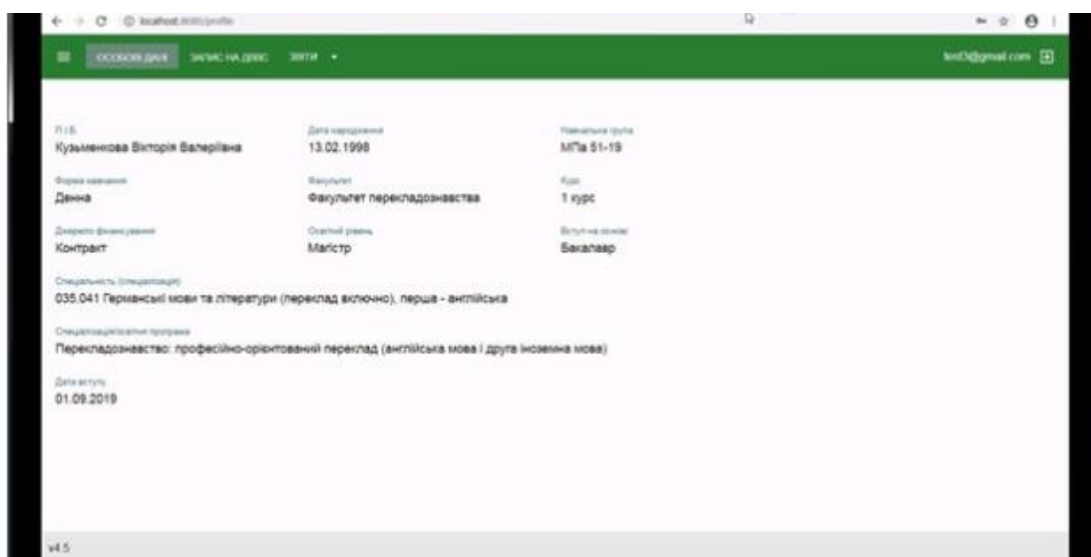 localhost:8080/profile
ОСОБОВІ ДАНІ ЗАПИС НА ДВВС ЗВІТИ test3@gmail.com
П.І.Б. Дата народження Навчальна група
Кузьменкова Вікторія Валеріївна 13.02.1998 МПа 51-19
Форма навчання Факультет Курс
Денна Факультет перекладознавства 1 курс
Джерело фінансування Освітній рівень Вступ на основі
Контракт Магістр Бакалавр
Спеціальність (спеціалізація)
035.041 Германські мови та літератури (переклад включно), перша - англійська
Спеціалізація/освітня програма
Перекладознавство: професійно-орієнтований переклад (англійська мова і друга іноземна мова)
Дата вступу
01.09.2019
v4.5